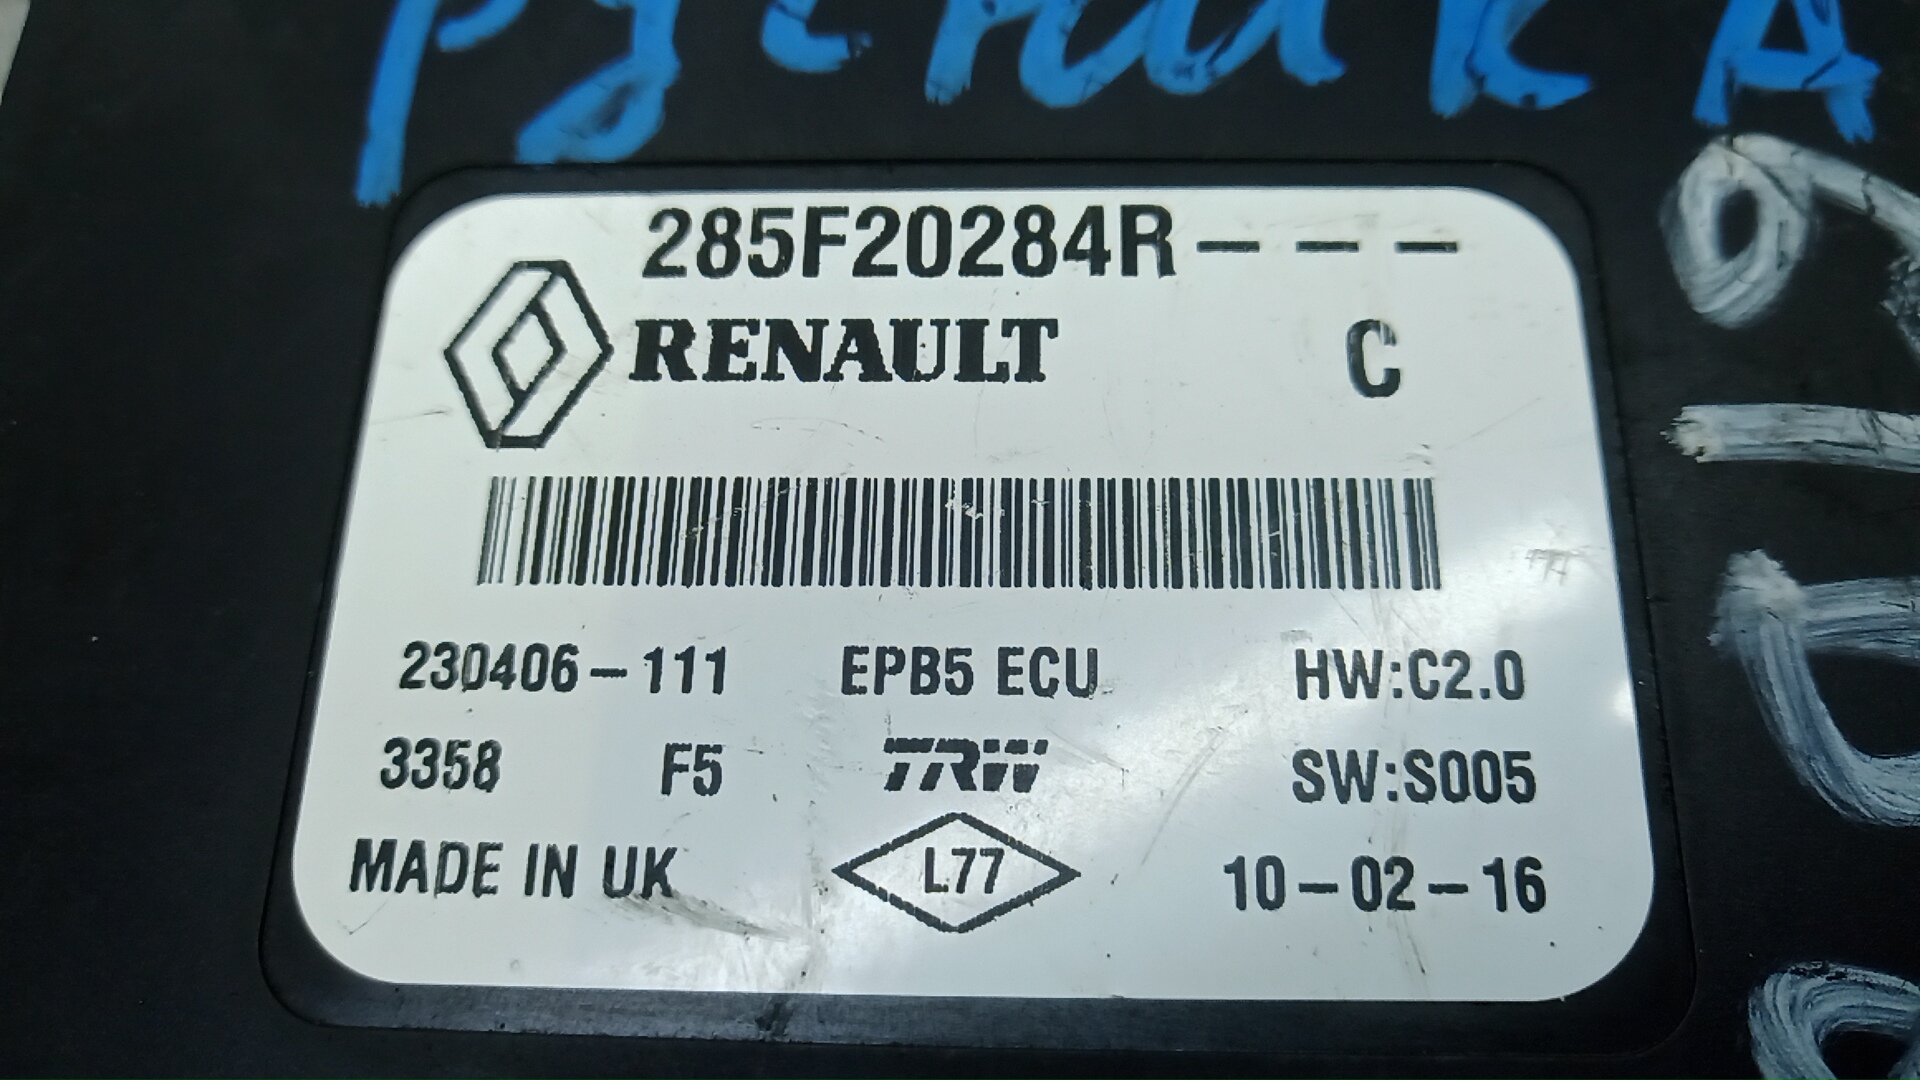 285F20284R---
RENAULT C
230406-111 EPB5 ECU HW:C2.0
3358 F5 TRW SW:S005
MADE IN UK L77 10-02-16